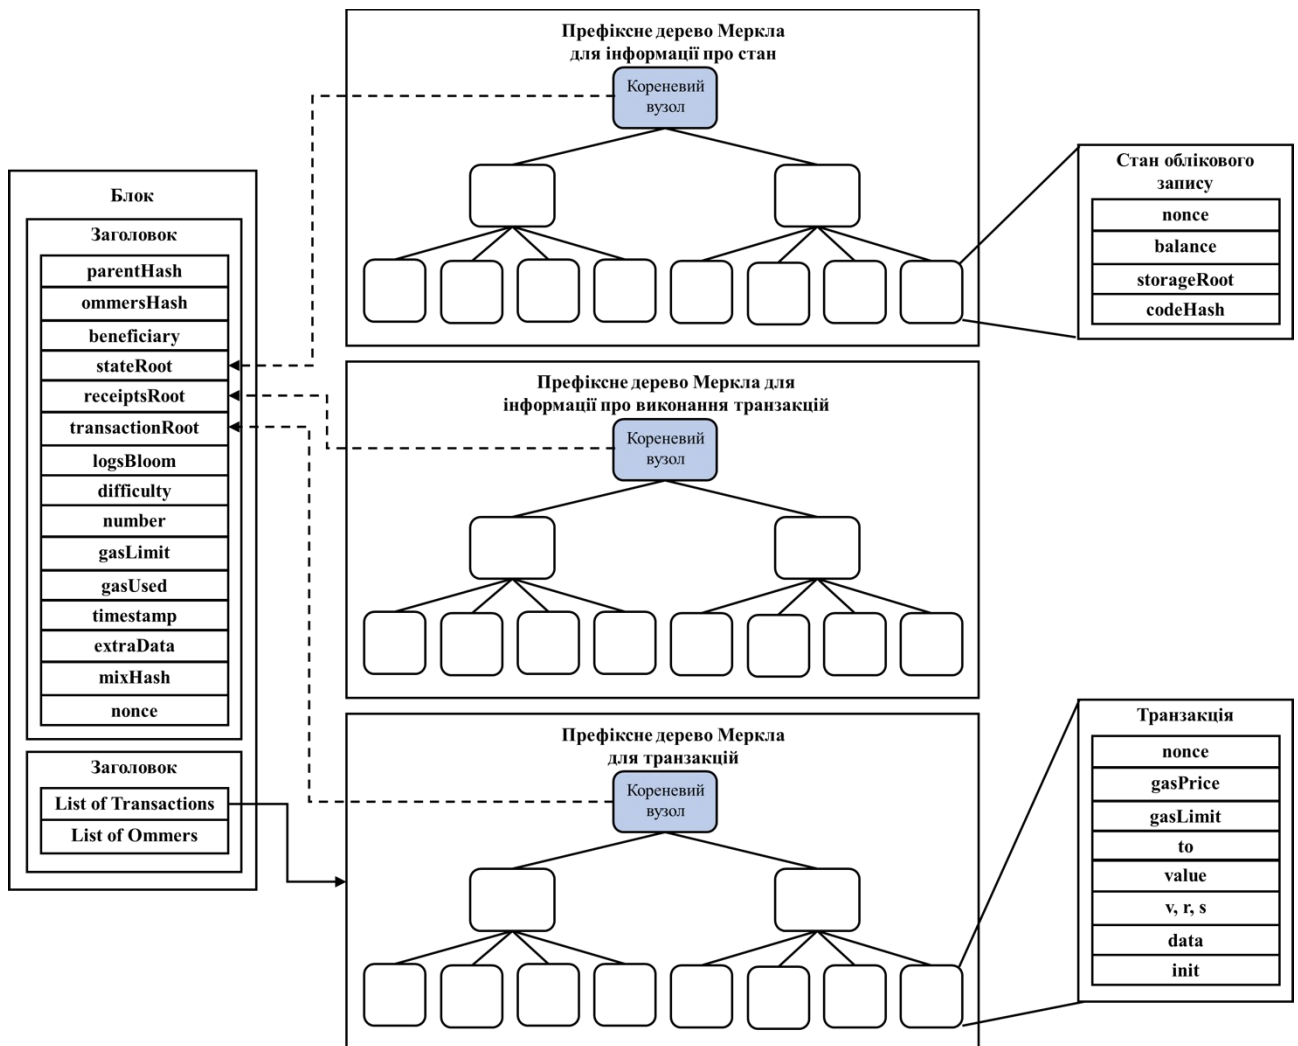 Блок
Заголовок
parentHash
ommersHash
beneficiary
stateRoot
receiptsRoot
transactionRoot
logsBloom
difficulty
number
gasLimit
gasUsed
timestamp
extraData
mixHash
nonce
Заголовок
List of Transactions
List of Ommers
Префіксне дерево Меркла
для інформації про стан
Кореневий
вузол
Префіксне дерево Меркла для
інформації про виконання транзакцій
Кореневий
вузол
Префіксне дерево Меркла
для транзакцій
Кореневий
вузол
Стан облікового
запису
nonce
balance
storageRoot
codeHash
Транзакція
nonce
gasPrice
gasLimit
to
value
v, r, s
data
init